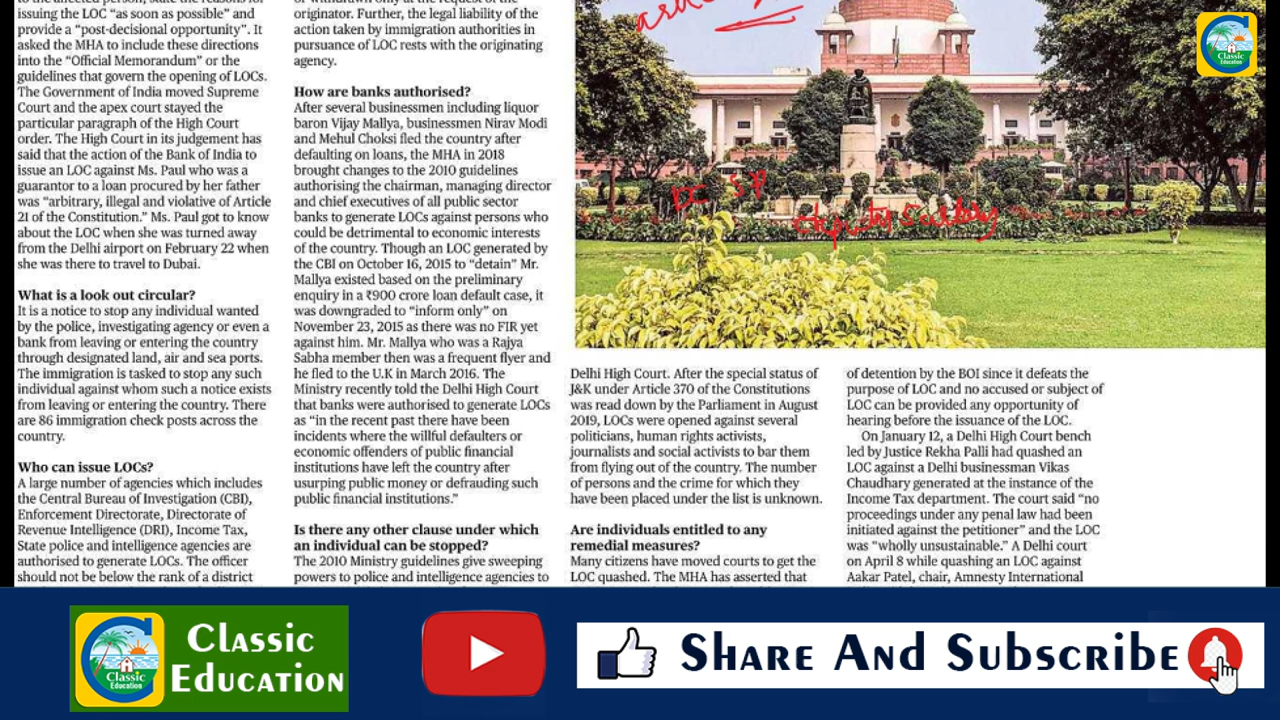 to the affected person, state the reasons for
issuing the LOC “as soon as possible” and
provide a “post-decisional opportunity”. It
asked the MHA to include these directions
into the “Official Memorandum” or the
guidelines that govern the opening of LOCs.
The Government of India moved Supreme
Court and the apex court stayed the
particular paragraph of the High Court
order. The High Court in its judgement has
said that the action of the Bank of India to
issue an LOC against Ms. Paul who was a
guarantor to a loan procured by her father
was “arbitrary, illegal and violative of Article
21 of the Constitution.” Ms. Paul got to know
about the LOC when she was turned away
from the Delhi airport on February 22 when
she was there to travel to Dubai.
What is a look out circular?
It is a notice to stop any individual wanted
by the police, investigating agency or even a
bank from leaving or entering the country
through designated land, air and sea ports.
The immigration is tasked to stop any such
individual against whom such a notice exists
from leaving or entering the country. There
are 86 immigration check posts across the
country.
Who can issue LOCs?
A large number of agencies which includes
the Central Bureau of Investigation (CBI),
Enforcement Directorate, Directorate of
Revenue Intelligence (DRI), Income Tax,
State police and intelligence agencies are
authorised to generate LOCs. The officer
should not be below the rank of a district
or withdrawn only at the request of the
originator. Further, the legal liability of the
action taken by immigration authorities in
pursuance of LOC rests with the originating
agency.
How are banks authorised?
After several businessmen including liquor
baron Vijay Mallya, businessmen Nirav Modi
and Mehul Choksi fled the country after
defaulting on loans, the MHA in 2018
brought changes to the 2010 guidelines
authorising the chairman, managing director
and chief executives of all public sector
banks to generate LOCs against persons who
could be detrimental to economic interests
of the country. Though an LOC generated by
the CBI on October 16, 2015 to “detain” Mr.
Mallya existed based on the preliminary
enquiry in a ₹900 crore loan default case, it
was downgraded to “inform only” on
November 23, 2015 as there was no FIR yet
against him. Mr. Mallya who was a Rajya
Sabha member then was a frequent flyer and
he fled to the U.K in March 2016. The
Ministry recently told the Delhi High Court
that banks were authorised to generate LOCs
as “in the recent past there have been
incidents where the willful defaulters or
economic offenders of public financial
institutions have left the country after
usurping public money or defrauding such
public financial institutions.”
Is there any other clause under which
an individual can be stopped?
The 2010 Ministry guidelines give sweeping
powers to police and intelligence agencies to
DC SP
Delhi High Court. After the special status of
J&K under Article 370 of the Constitutions
was read down by the Parliament in August
2019, LOCs were opened against several
politicians, human rights activists,
journalists and social activists to bar them
from flying out of the country. The number
of persons and the crime for which they
have been placed under the list is unknown.
Are individuals entitled to any
remedial measures?
Many citizens have moved courts to get the
LOC quashed. The MHA has asserted that
of detention by the BOI since it defeats the
purpose of LOC and no accused or subject of
LOC can be provided any opportunity of
hearing before the issuance of the LOC.
On January 12, a Delhi High Court bench
led by Justice Rekha Palli had quashed an
LOC against a Delhi businessman Vikas
Chaudhary generated at the instance of the
Income Tax department. The court said “no
proceedings under any penal law had been
initiated against the petitioner” and the LOC
was “wholly unsustainable.” A Delhi court
on April 8 while quashing an LOC against
Aakar Patel, chair, Amnesty International
Classic
Education
Classic
Education
Classic
Education
Share And Subscribe